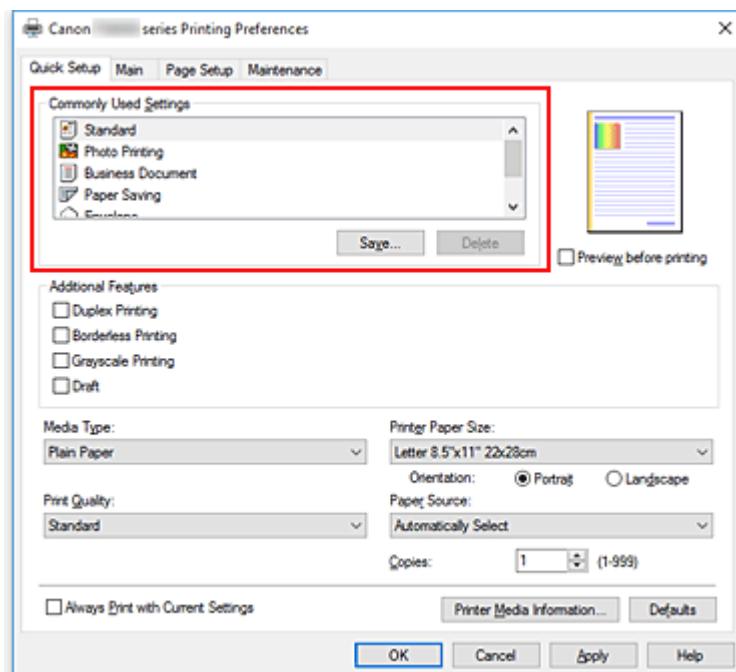 Canon series Printing Preferences
Quick Setup Main Page Setup Maintenance
Commonly Used Settings
Standard
Photo Printing
Business Document
Paper Saving
Envelope
Save... Delete
Preview before printing
Additional Features
Duplex Printing
Borderless Printing
Grayscale Printing
Draft
Media Type: Printer Paper Size:
Plain Paper Letter 8.5"x11" 22x28cm
Orientation: Portrait Landscape
Print Quality: Paper Source:
Standard Automatically Select
Copies: 1 (1-999)
Always Print with Current Settings Printer Media Information... Defaults
OK Cancel Apply Help